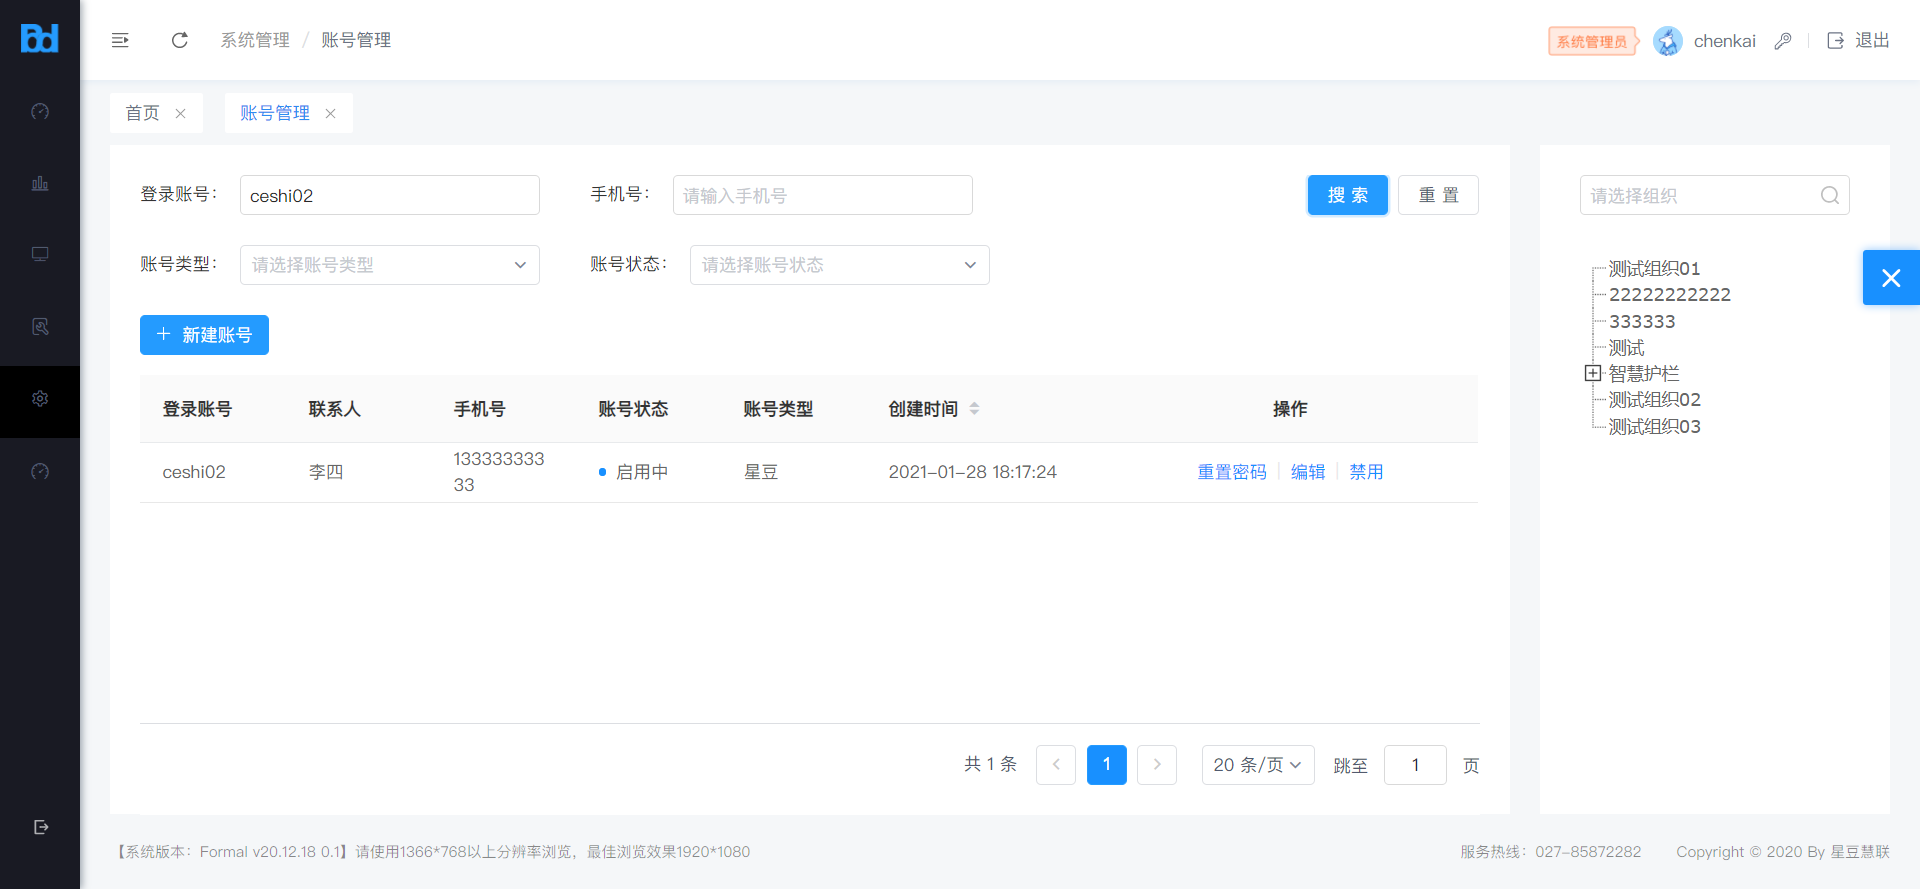 系统管理 / 账号管理
系统管理员 chenkai 退出
首页 账号管理
登录账号： ceshi02 手机号： 请输入手机号 搜 索 重 置
账号类型： 请选择账号类型 账号状态： 请选择账号状态
新建账号
登录账号 联系人 手机号 账号状态 账号类型 创建时间 操作
ceshi02 李四 133333333 启用中 星豆 2021-01-28 18:17:24 重置密码 编辑 禁用
33
共 1 条 1 20 条/页 跳至 1 页
请选择组织
测试组织01
22222222222
333333
测试
智慧护栏
测试组织02
测试组织03
【系统版本：Formal v20.12.18 0.1】请使用1366*768以上分辨率浏览，最佳浏览效果1920*1080
服务热线：027-85872282 Copyright © 2020 By 星豆慧联